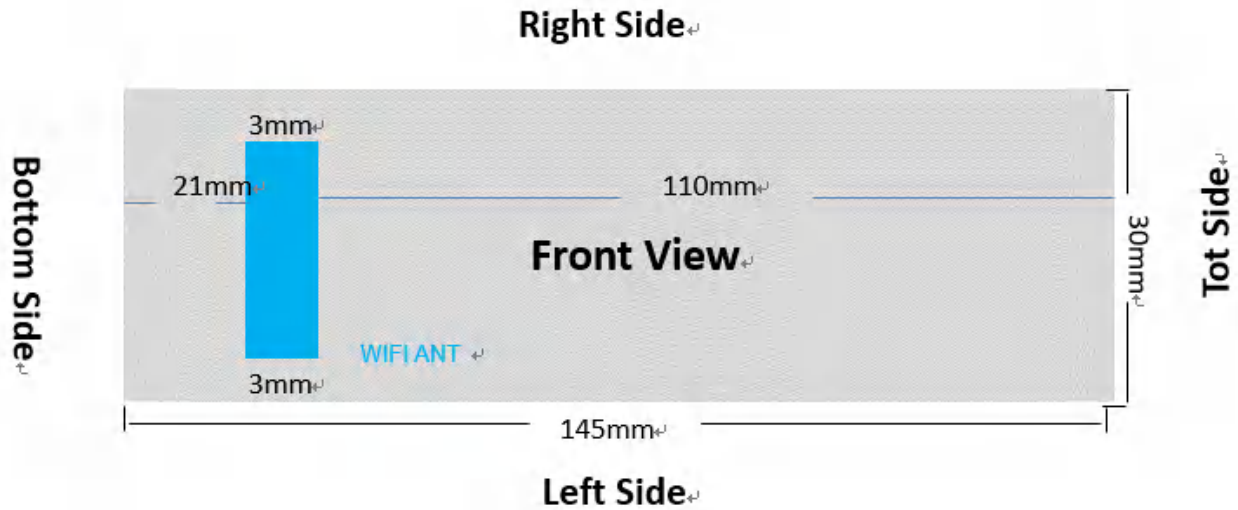 Right Side
3mm
21mm
110mm
Bottom Side
Front View
30mm
Tot Side
WIFI ANT
3mm
145mm
Left Side